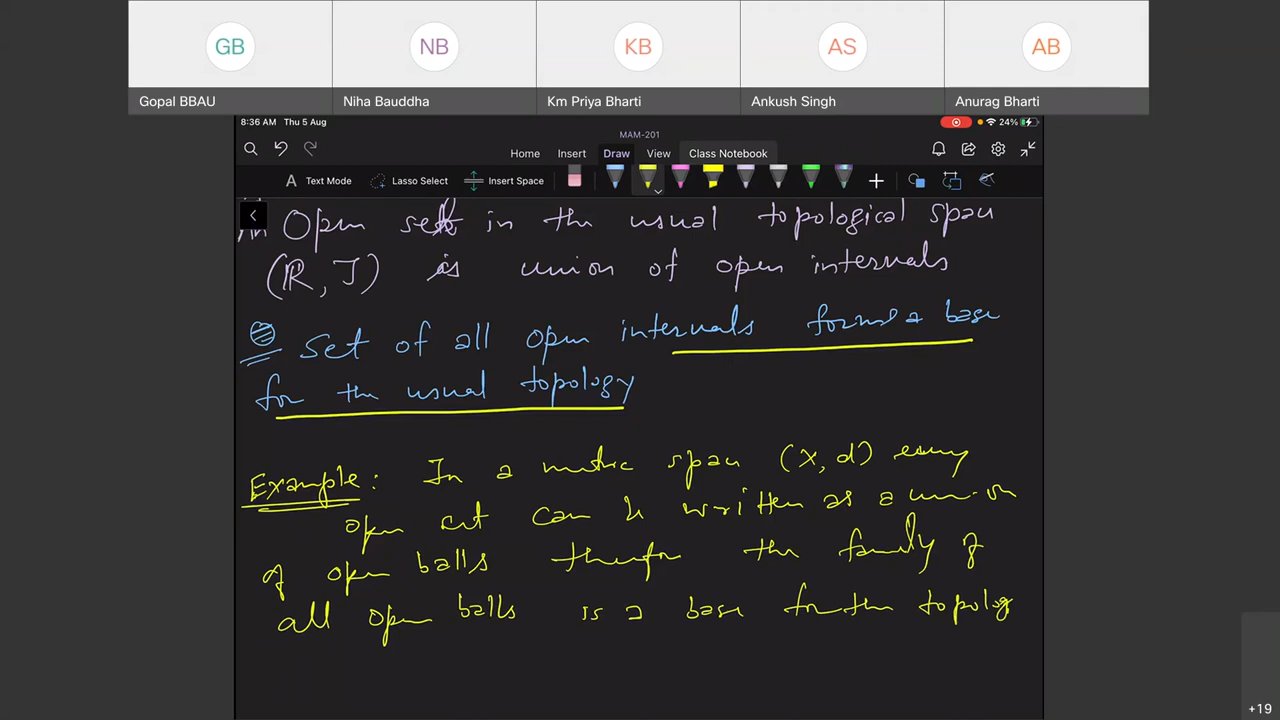 GB NB KB AS AB
Gopal BBAU Niha Bauddha Km Priya Bharti Ankush Singh Anurag Bharti
8:36 AM Thu 5 Aug 24%
MAM-201
Home Insert Draw View Class Notebook
A Text Mode Lasso Select Insert Space
Open set in the usual topological space
(ℝ, T) is union of open intervals
Set of all open intervals forms a base
for the usual topology
Example: In a metric space (X, d) every
open set can be written as a union
of open balls therefore the family of
all open balls is a base for the topology
+19